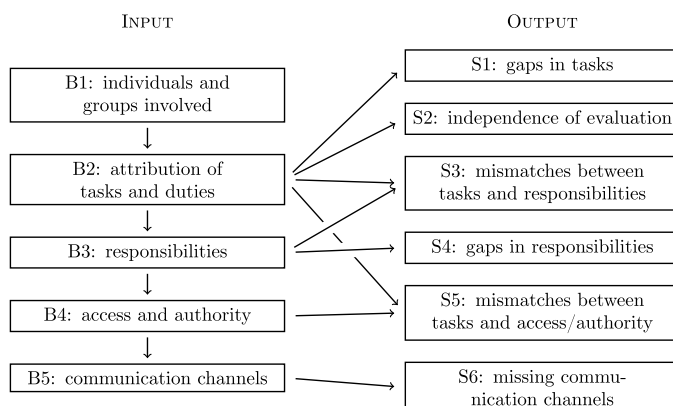 INPUT
B1: individuals and
groups involved
B2: attribution of
tasks and duties
B3: responsibilities
B4: access and authority
B5: communication channels
OUTPUT
S1: gaps in tasks
S2: independence of evaluation
S3: mismatches between
tasks and responsibilities
S4: gaps in responsibilities
S5: mismatches between
tasks and access/authority
S6: missing commu-
nication channels